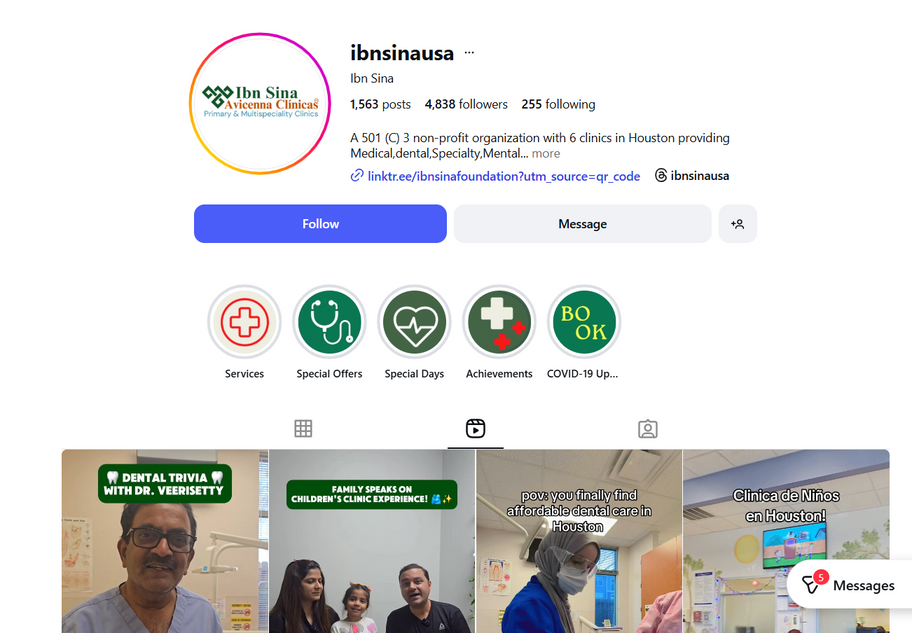 ibnsinausa ...
Ibn Sina
Avicenna Clínicas
Primary & Multispeciality Clinics
Ibn Sina
1,563 posts 4,838 followers 255 following
A 501 (C) 3 non-profit organization with 6 clinics in Houston providing
Medical,dental,Specialty,Mental... more
linktr.ee/ibnsinafoundation?utm_source=qr_code ibnsinausa
Follow Message
BO
OK
Services Special Offers Special Days Achievements COVID-19 Up...
🦷 DENTAL TRIVIA 🦷
WITH DR. VEERISETTY
FAMILY SPEAKS ON
CHILDREN'S CLINIC EXPERIENCE! 🫂✨
pov: you finally find
affordable dental care in
Houston
Clinica de Niños
en Houston!
5 Messages